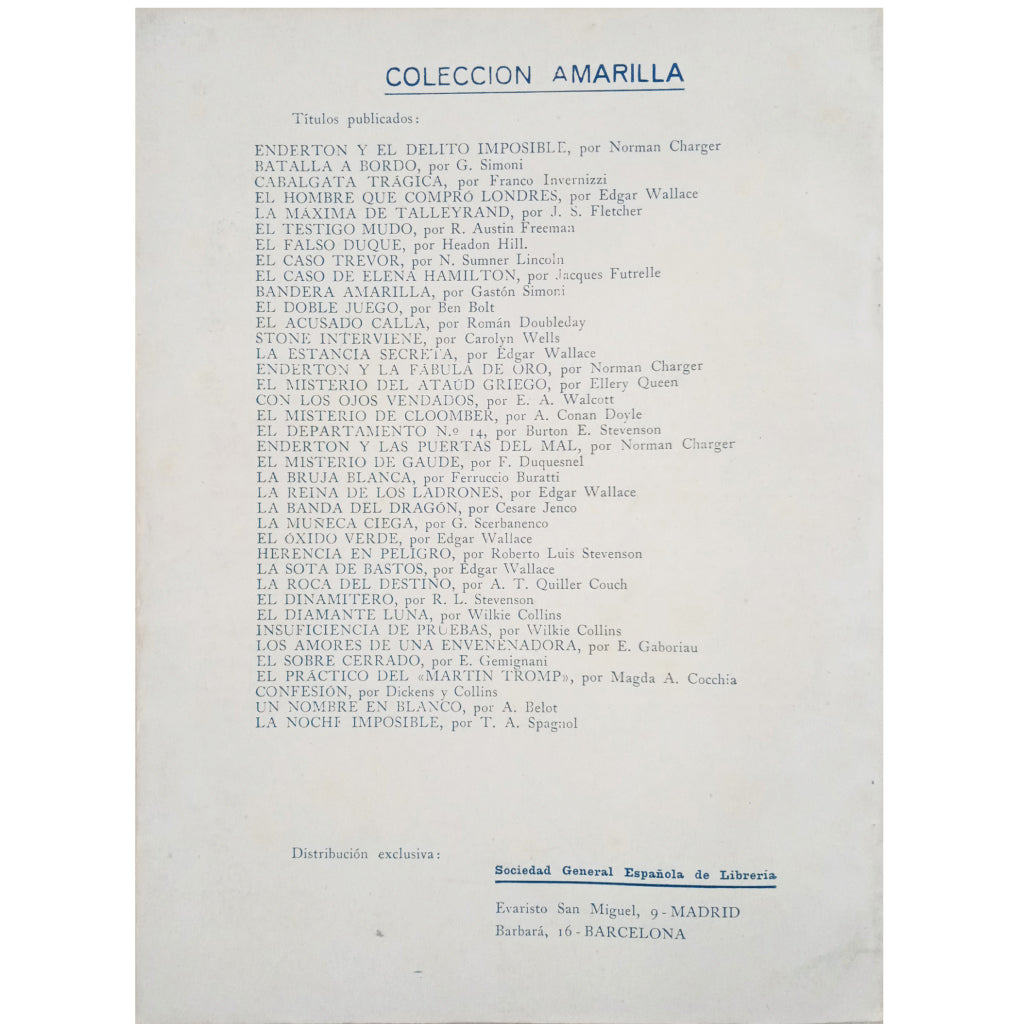 COLECCION AMARILLA
Títulos publicados:
ENDERTON Y EL DELITO IMPOSIBLE, por Norman Charger
BATALLA A BORDO, por G. Simoni
CABALGATA TRÁGICA, por Franco Invernizzi
EL HOMBRE QUE COMPRÓ LONDRES, por Edgar Wallace
LA MÁXIMA DE TALLEYRAND, por J. S. Fletcher
EL TESTIGO MUDO, por R. Austin Freeman
EL FALSO DUQUE, por Headon Hill.
EL CASO TREVOR, por N. Sumner Lincoln
EL CASO DE ELENA HAMILTON, por Jacques Futrelle
BANDERA AMARILLA, por Gastón Simoni
EL DOBLE JUEGO, por Ben Bolt
EL ACUSADO CALLA, por Román Doubleday
STONE INTERVIENE, por Carolyn Wells
LA ESTANCIA SECRETA, por Edgar Wallace
ENDERTON Y LA FÁBULA DE ORO, por Norman Charger
EL MISTERIO DEL ATAÚD GRIEGO, por Ellery Queen
CON LOS OJOS VENDADOS, por E. A. Walcott
EL MISTERIO DE CLOOMBER, por A. Conan Doyle
EL DEPARTAMENTO N.º 14, por Burton E. Stevenson
ENDERTON Y LAS PUERTAS DEL MAL, por Norman Charger
EL MISTERIO DE GAUDE, por F. Duquesnel
LA BRUJA BLANCA, por Ferruccio Buratti
LA REINA DE LOS LADRONES, por Edgar Wallace
LA BANDA DEL DRAGÓN, por Cesare Jenco
LA MUÑECA CIEGA, por G. Scerbanenco
EL ÓXIDO VERDE, por Edgar Wallace
HERENCIA EN PELIGRO, por Roberto Luis Stevenson
LA SOTA DE BASTOS, por Edgar Wallace
LA ROCA DEL DESTINO, por A. T. Quiller Couch
EL DINAMITERO, por R. L. Stevenson
EL DIAMANTE LUNA, por Wilkie Collins
INSUFICIENCIA DE PRUEBAS, por Wilkie Collins
LOS AMORES DE UNA ENVENENADORA, por E. Gaboriau
EL SOBRE CERRADO, por E. Gemignani
EL PRÁCTICO DEL «MARTIN TROMP», por Magda A. Cocchia
CONFESIÓN, por Dickens y Collins
UN NOMBRE EN BLANCO, por A. Belot
LA NOCHE IMPOSIBLE, por T. A. Spagnol
Distribución exclusiva:
Sociedad General Española de Librería
Evaristo San Miguel, 9 - MADRID
Barbará, 16 - BARCELONA